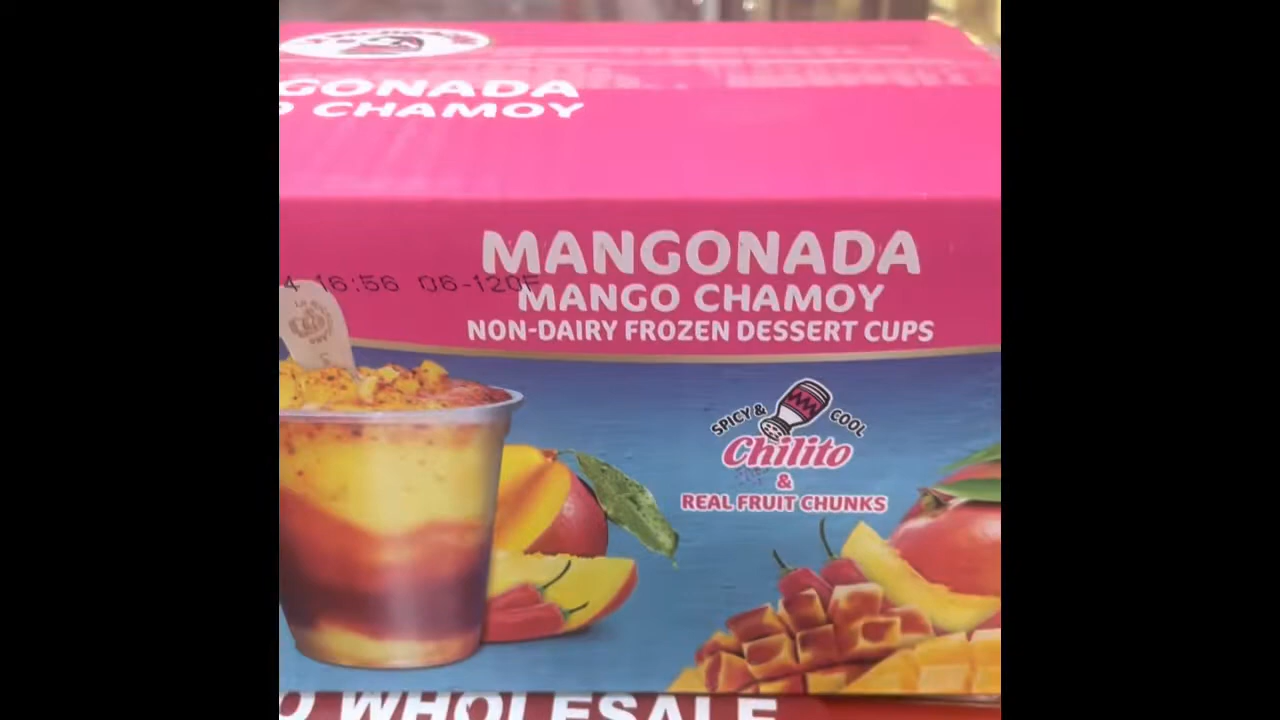 GONADA
O CHAMOY
MANGONADA
4 16:56 06-120F
MANGO CHAMOY
NON-DAIRY FROZEN DESSERT CUPS
SPICY & COOL
Chilito
&
REAL FRUIT CHUNKS
O WHOLESALE